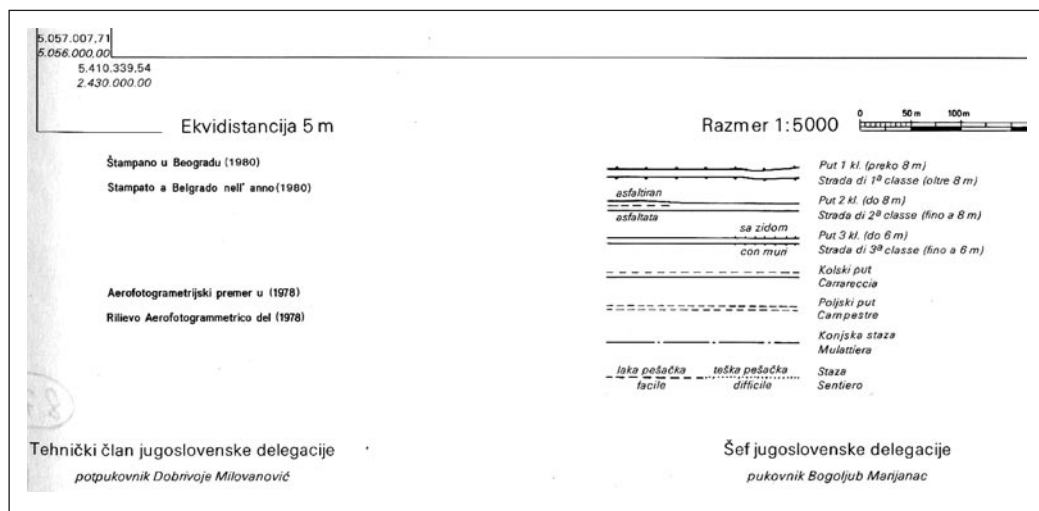 5.057.007,71
5.056.000,00
5.410.339,54
2.430.000.00
Ekvidistancija 5 m
Razmer 1:5000
0 50 m 100m
Štampano u Beogradu (1980)
Stampato a Belgrado nell' anno (1980)
Aerofotogrametrijski premer u (1978)
Rilievo Aerofotogrammetrico del (1978)
Put 1 kl. (preko 8 m)
Strada di 1ª classe (oltre 8 m)
asfaltiran
asfaltata
Put 2 kl. (do 8 m)
Strada di 2ª classe (fino a 8 m)
sa zidom
con muri
Put 3 kl. (do 6 m)
Strada di 3ª classe (fino a 6 m)
Kolski put
Carrareccia
Poljski put
Campestre
Konjska staza
Mulattiera
laka pešačka teška pešačka
facile difficile
Staza
Sentiero
Tehnički član jugoslovenske delegacije
potpukovnik Dobrivoje Milovanović
Šef jugoslovenske delegacije
pukovnik Bogoljub Marijanac